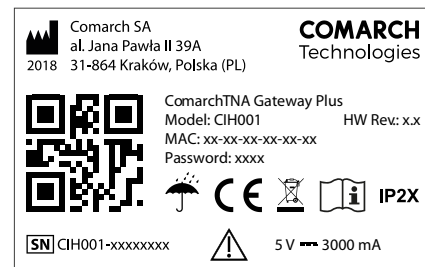 Comarch SA
al. Jana Pawła II 39A
2018 31-864 Kraków, Polska (PL)
COMARCH
Technologies
ComarchTNA Gateway Plus
Model: CIH001 HW Rev.: x.x
MAC: xx-xx-xx-xx-xx-xx
Password: xxxx
CE IP2X
SN CIH001-xxxxxxxx 5 V 3000 mA